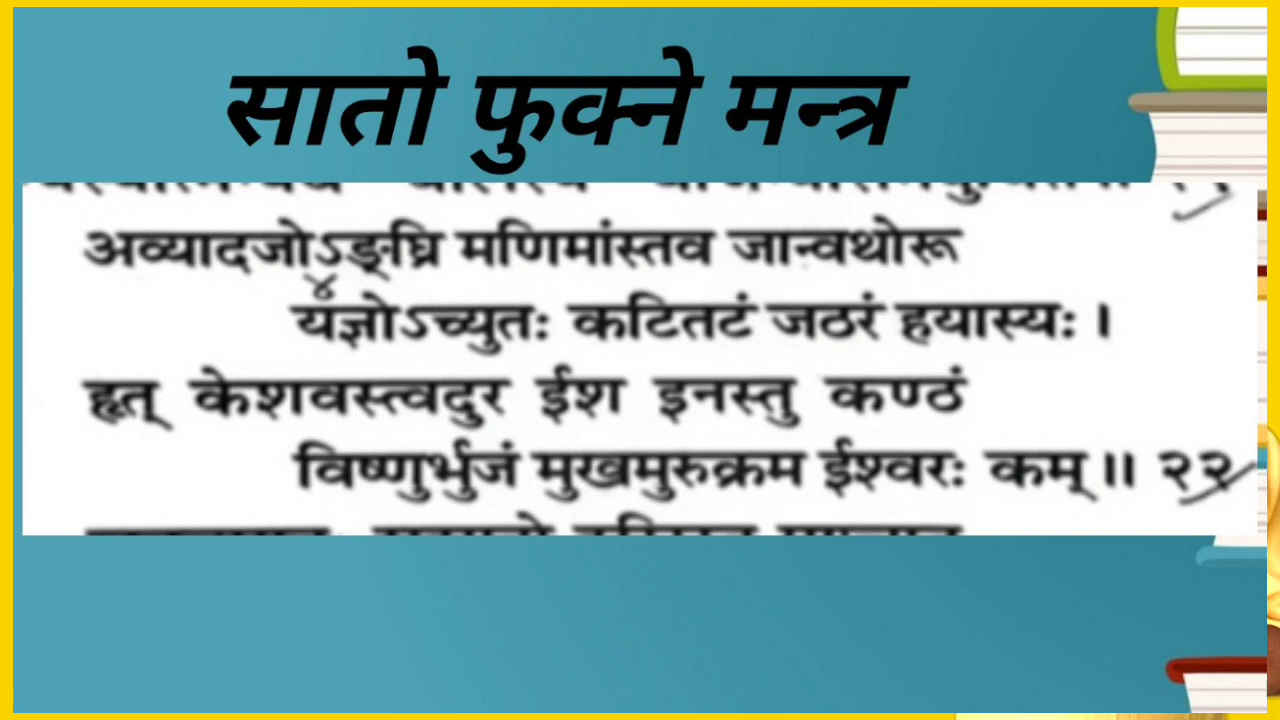 सातो फुक्ने मन्त्र
अव्यादजोऽङ्घ्रि मणिमांस्तव जान्वथोरू
यज्ञोऽच्युतः कटितटं जठरं हयास्यः ।
हृत् केशवस्त्वदुर ईश इनस्तु कण्ठं
विष्णुर्भुजं मुखमुरुक्रम ईश्वरः कम् ॥ २२